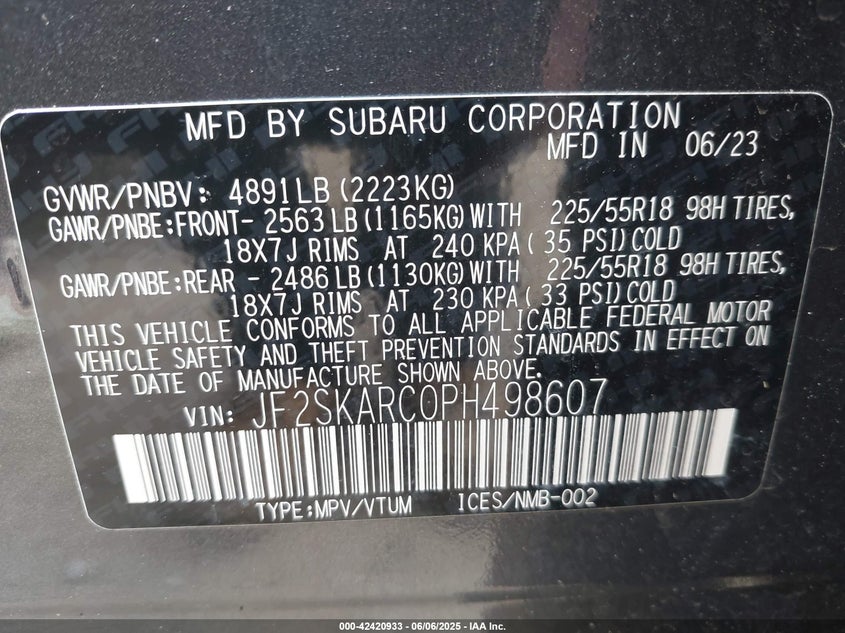 MFD BY SUBARU CORPORATION
MFD IN 06/23
GVWR/PNBV: 4891LB(2223KG)
GAWR/PNBE:FRONT- 2563LB(1165KG)WITH 225/55R18 98H TIRES,
18X7J RIMS AT 240 KPA( 35 PSI)COLD
GAWR/PNBE:REAR - 2486LB(1130KG)WITH 225/55R18 98H TIRES,
18X7J RIMS AT 230 KPA( 33 PSI)COLD
THIS VEHICLE CONFORMS TO ALL APPLICABLE FEDERAL MOTOR
VEHICLE SAFETY AND THEFT PREVENTION STANDARDS IN EFFECT ON
THE DATE OF MANUFACTURE SHOWN ABOVE.
VIN: JF2SKARC0PH498607
TYPE:MPV/VTUM ICES/NMB-002
000-42420933 - 06/06/2025 - IAA Inc.